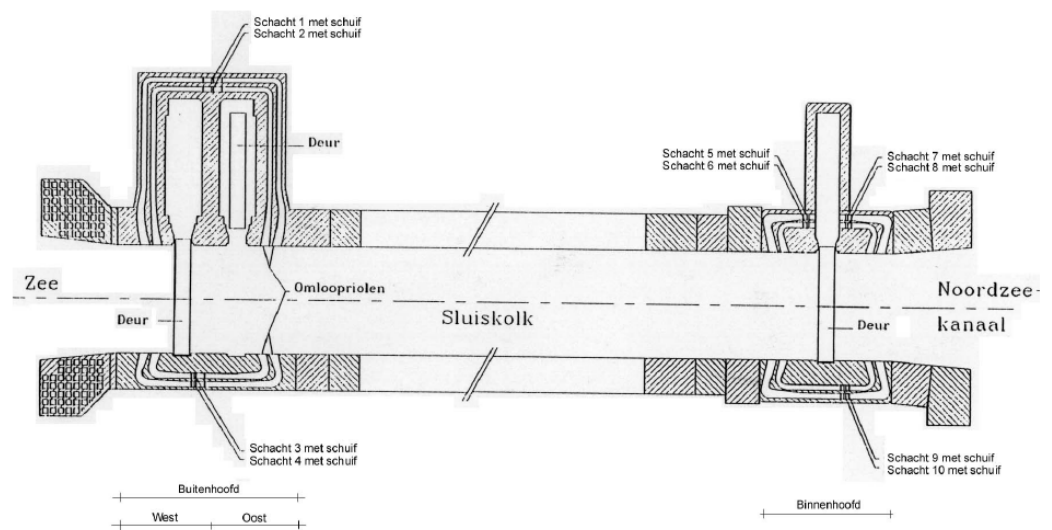 Schacht 1 met schuif
Schacht 2 met schuif
Deur
Schacht 5 met schuif
Schacht 6 met schuif
Schacht 7 met schuif
Schacht 8 met schuif
Zee
Omloopriolen
Deur
Sluiskolk
Deur
Noordzee-
kanaal
Schacht 3 met schuif
Schacht 4 met schuif
Schacht 9 met schuif
Schacht 10 met schuif
Buitenhoofd
Binnenhoofd
West
Oost